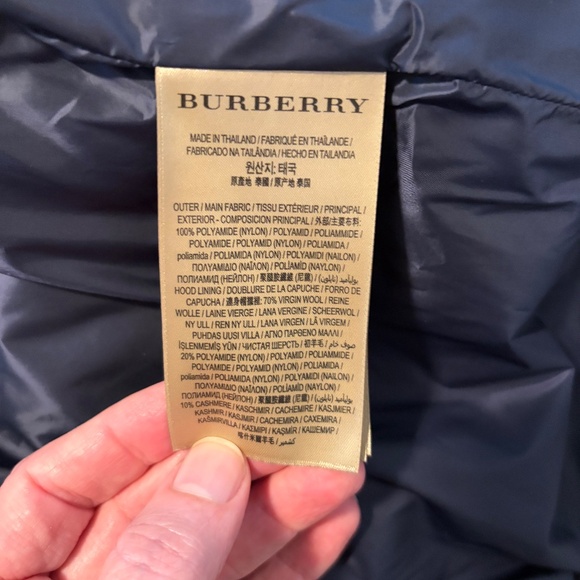 BURBERRY
MADE IN THAILAND / FABRIQUÉ EN THAÏLANDE /
FABRICADO NA TAILÂNDIA / HECHO EN TAILANDIA
원산지: 태국
原產地 泰國 / 原产地 泰国
OUTER / MAIN FABRIC / TISSU EXTÉRIEUR / PRINCIPAL /
EXTERIOR - COMPOSICIÓN PRINCIPAL / 外部/主要布料:
100% POLYAMIDE (NYLON) / POLYAMID / POLIAMMIDE /
POLYAMIDE / POLYAMID (NYLON) / POLIAMIDA /
poliamida / POLIAMIDA (NYLON) / POLYAMIDI (NAILON) /
ΠΟΛΥΑΜΙΔΙΟ (ΝΑΪΛΟΝ) / POLİAMİD (NAYLON) /
ПОЛИАМИД (НЕЙЛОН) / 聚醯胺纖維 (尼龍) / بوليأميد (نايلون)
HOOD LINING / DOUBLURE DE LA CAPUCHE / FORRO DE
CAPUCHA / 連身帽襯裡: 70% VIRGIN WOOL / REINE
WOLLE / LAINE VIERGE / LANA VERGINE / SCHEERWOL /
NY ULL / REN NY ULL / LANA VIRGEN / LÃ VIRGEM /
PUHDAS UUSI VILLA / ΑΓΝΟ ΠΑΡΘΕΝΟ ΜΑΛΛΙ /
İŞLENMEMİŞ YÜN / ЧИСТАЯ ШЕРСТЬ / 初羊毛 / صوف خام
20% POLYAMIDE (NYLON) / POLYAMID / POLIAMMIDE /
POLYAMIDE / POLYAMID (NYLON) / POLIAMIDA /
poliamida / POLIAMIDA (NYLON) / POLYAMIDI (NAILON) /
ΠΟΛΥΑΜΙΔΙΟ (ΝΑΪΛΟΝ) / POLİAMİD (NAYLON) /
ПОЛИАМИД (НЕЙЛОН) / 聚醯胺纖維 (尼龍) / بوليأميد (نايلون)
10% CASHMERE / KASCHMIR / CACHEMIRE / KASJMIER /
KASHMIR / KASJMIR / CACHEMIRA / CAXEMIRA /
KAŠMIRVILLA / ΚΑΣΜΙΡΙ / KAŞMİR / КАШЕМИР /
喀什米爾羊毛 / كشمير